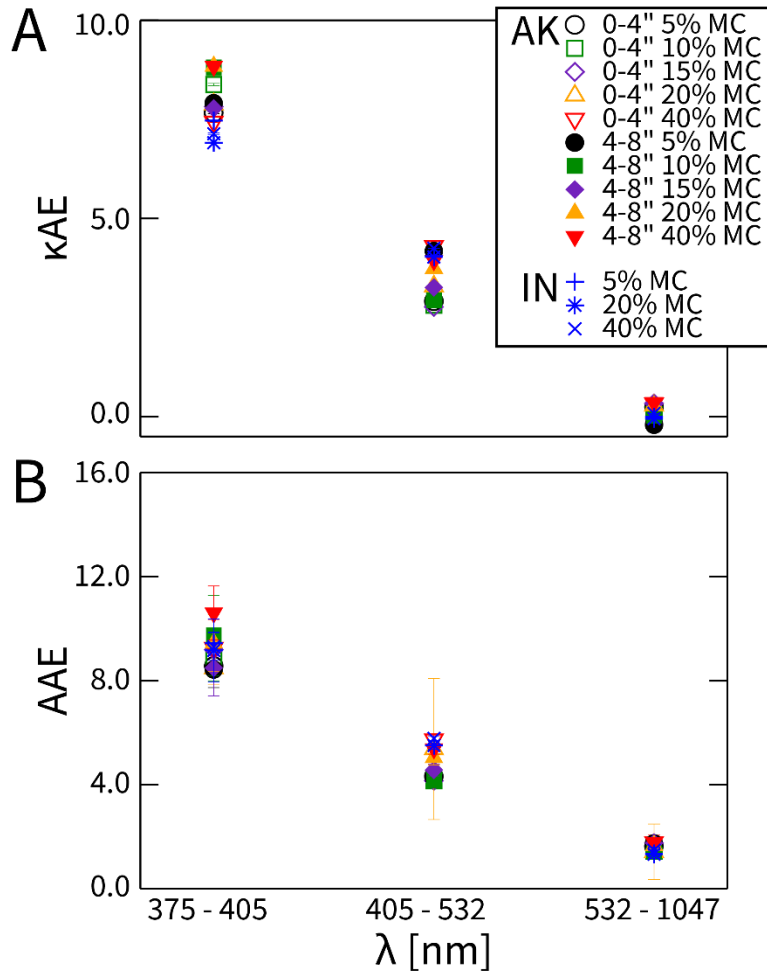 A
κAE
10.0
5.0
0.0
AK
0-4" 5% MC
0-4" 10% MC
0-4" 15% MC
0-4" 20% MC
0-4" 40% MC
4-8" 5% MC
4-8" 10% MC
4-8" 15% MC
4-8" 20% MC
4-8" 40% MC
IN
5% MC
20% MC
40% MC
B
AAE
16.0
12.0
8.0
4.0
0.0
375 - 405
405 - 532
532 - 1047
λ [nm]